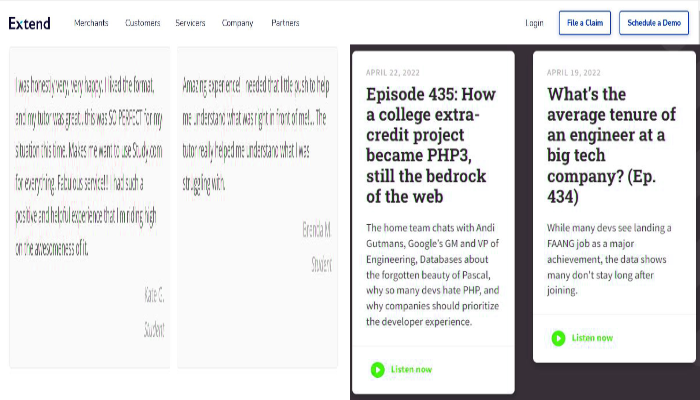 Extend Merchants Customers Servicers Company Partners Login File a Claim Schedule a Demo
I was honestly very, very happy. I liked the format,
and my tutor was great...this was SO PERFECT for my
situation this time. Makes me want to use Study.com
for everything. Fabulous service!!! I had such a
positive and helpful experience that I'm riding high
on the awesomeness of it.
Kate G.
Student
Amazing experience! I needed that little push to help
me understand what was right in front of me!... The
tutor really helped me understand what I was
struggling with.
Brenda M.
Student
APRIL 22, 2022
Episode 435: How
a college extra-
credit project
became PHP3,
still the bedrock
of the web
The home team chats with Andi
Gutmans, Google's GM and VP of
Engineering, Databases about
the forgotten beauty of Pascal,
why so many devs hate PHP, and
why companies should prioritize
the developer experience.
Listen now
APRIL 19, 2022
What's the
average tenure of
an engineer at a
big tech
company? (Ep.
434)
While many devs see landing a
FAANG job as a major
achievement, the data shows
many don't stay long after
joining.
Listen now